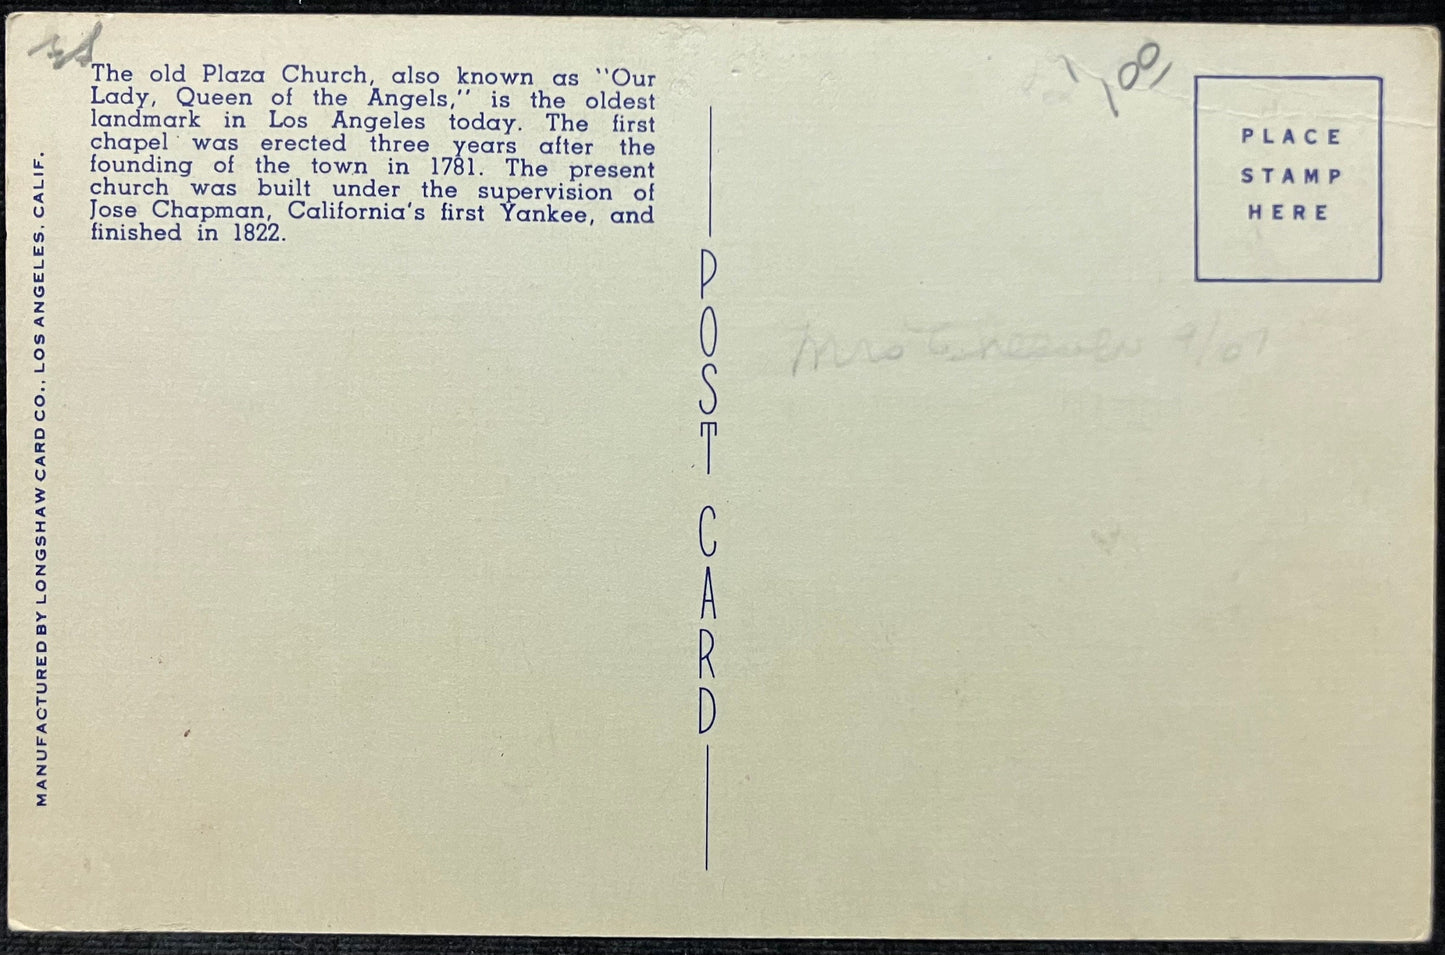 The old Plaza Church, also known as "Our
Lady, Queen of the Angels," is the oldest
landmark in Los Angeles today. The first
chapel was erected three years after the
founding of the town in 1781. The present
church was built under the supervision of
Jose Chapman, California's first Yankee, and
finished in 1822.
MANUFACTURED BY LONGSHAW CARD CO., LOS ANGELES, CALIF.
POST CARD
1.00
PLACE
STAMP
HERE
Mrs